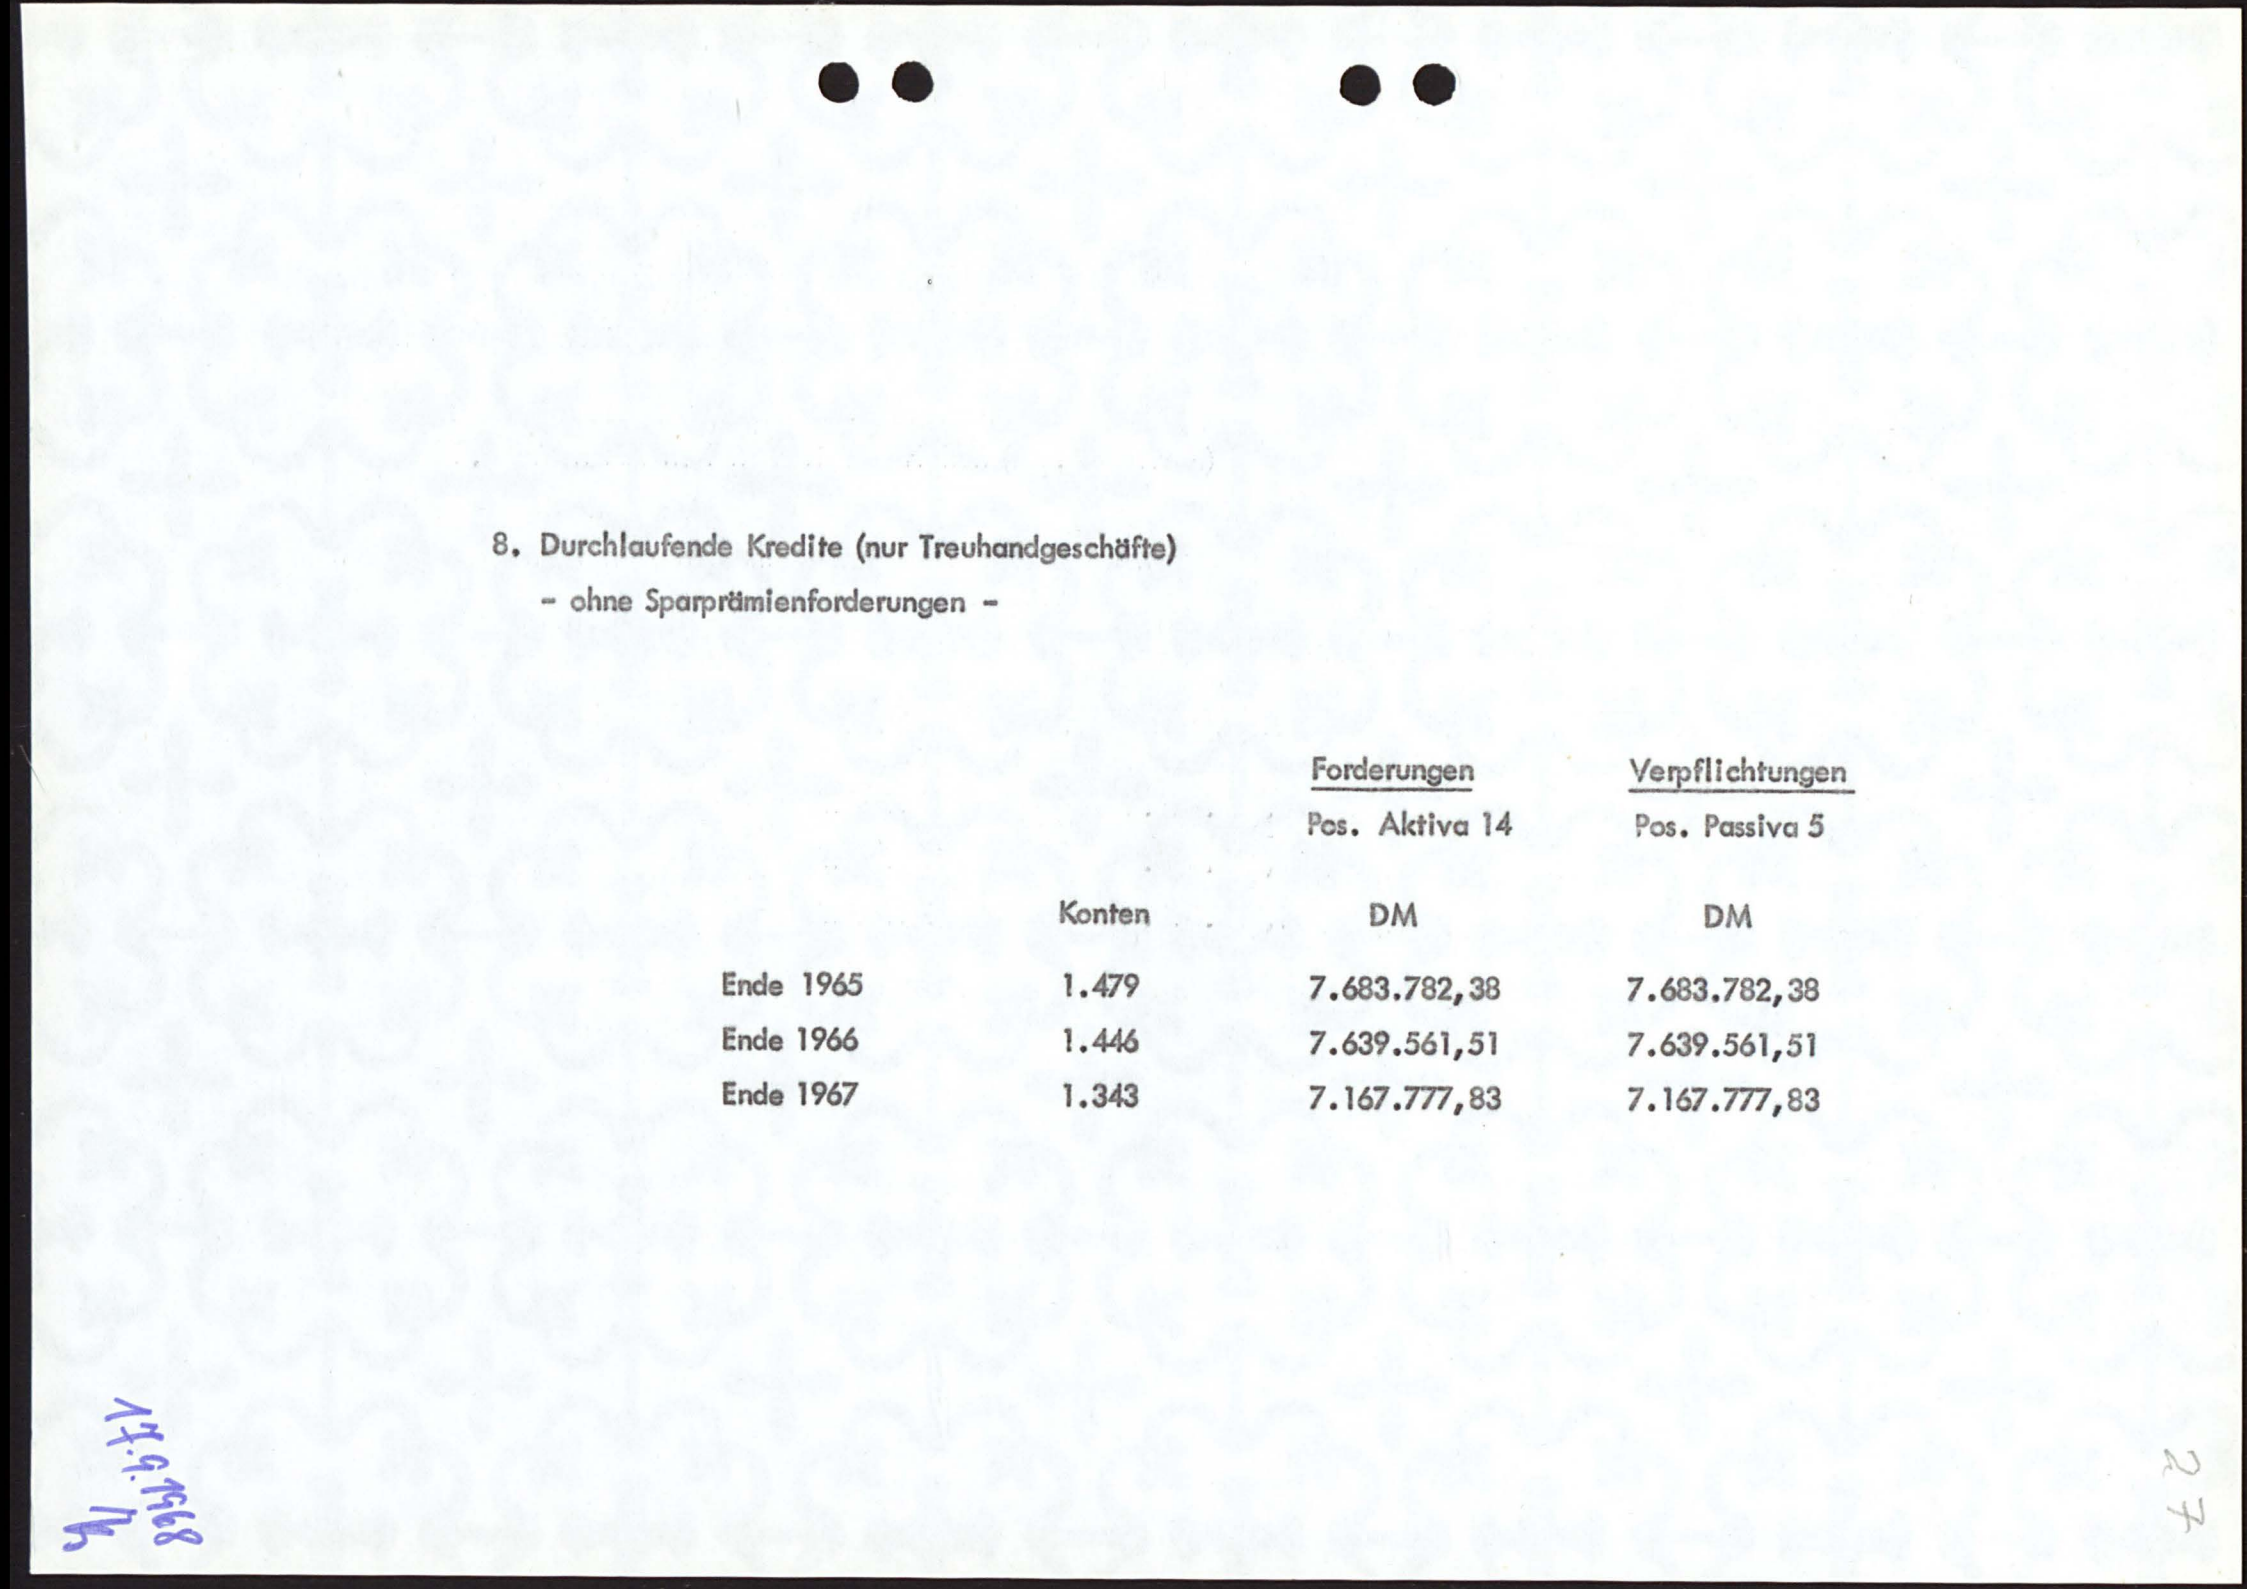 8. Durchlaufende Kredite (nur Treuhandgeschäfte)
- ohne Sparprämienforderungen -
Forderungen Verpflichtungen
Pos. Aktiva 14 Pos. Passiva 5
Konten DM DM
Ende 1965 1.479 7.683.782,38 7.683.782,38
Ende 1966 1.446 7.639.561,51 7.639.561,51
Ende 1967 1.343 7.167.777,83 7.167.777,83
17.9.1968
27